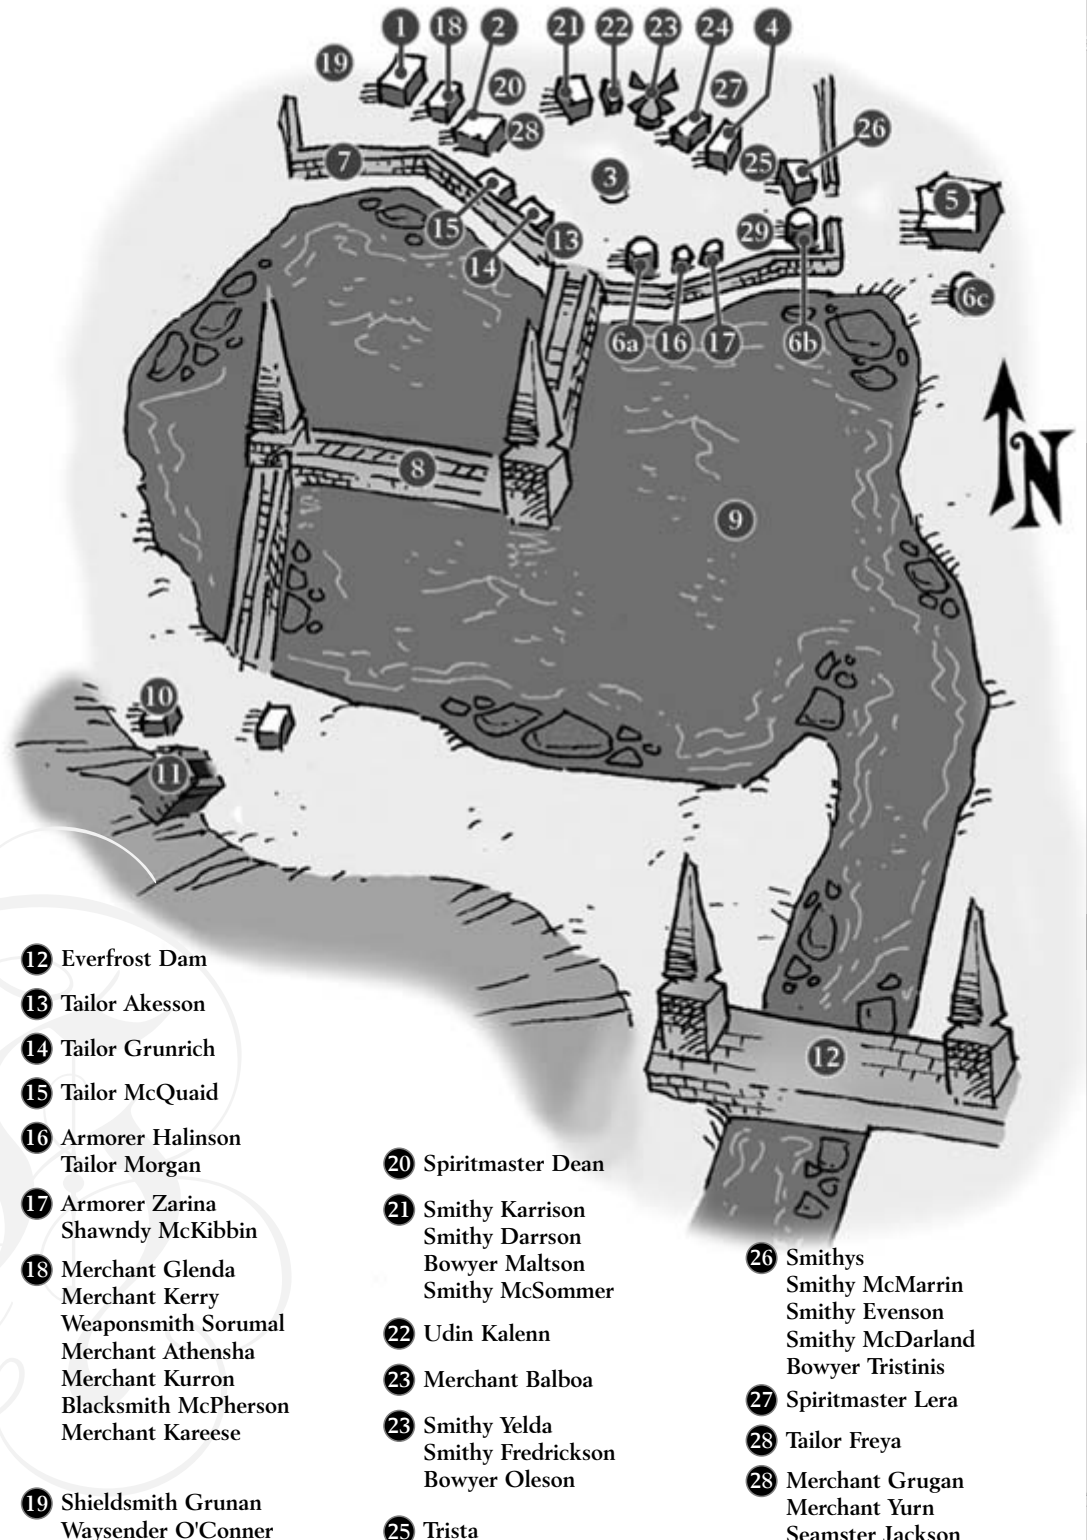 1 18 2 21 22 23 24 4
19 20 27
28 26
7 25
3 5
15 13 29
14
6c
6a 16 17 6b
N
8
9
10
11
12
12 Everfrost Dam
13 Tailor Akesson
14 Tailor Grunrich
15 Tailor McQuaid
16 Armorer Halinson
Tailor Morgan
17 Armorer Zarina
Shawndy McKibbin
18 Merchant Glenda
Merchant Kerry
Weaponsmith Sorumal
Merchant Athensha
Merchant Kurron
Blacksmith McPherson
Merchant Kareese
19 Shieldsmith Grunan
Waysender O'Conner
20 Spiritmaster Dean
21 Smithy Karrison
Smithy Darrson
Bowyer Maltson
Smithy McSommer
22 Udin Kalenn
23 Merchant Balboa
23 Smithy Yelda
Smithy Fredrickson
Bowyer Oleson
25 Trista
26 Smithys
Smithy McMarrin
Smithy Evenson
Smithy McDarland
Bowyer Tristinis
27 Spiritmaster Lera
28 Tailor Freya
28 Merchant Grugan
Merchant Yurn
Seamster Jackson